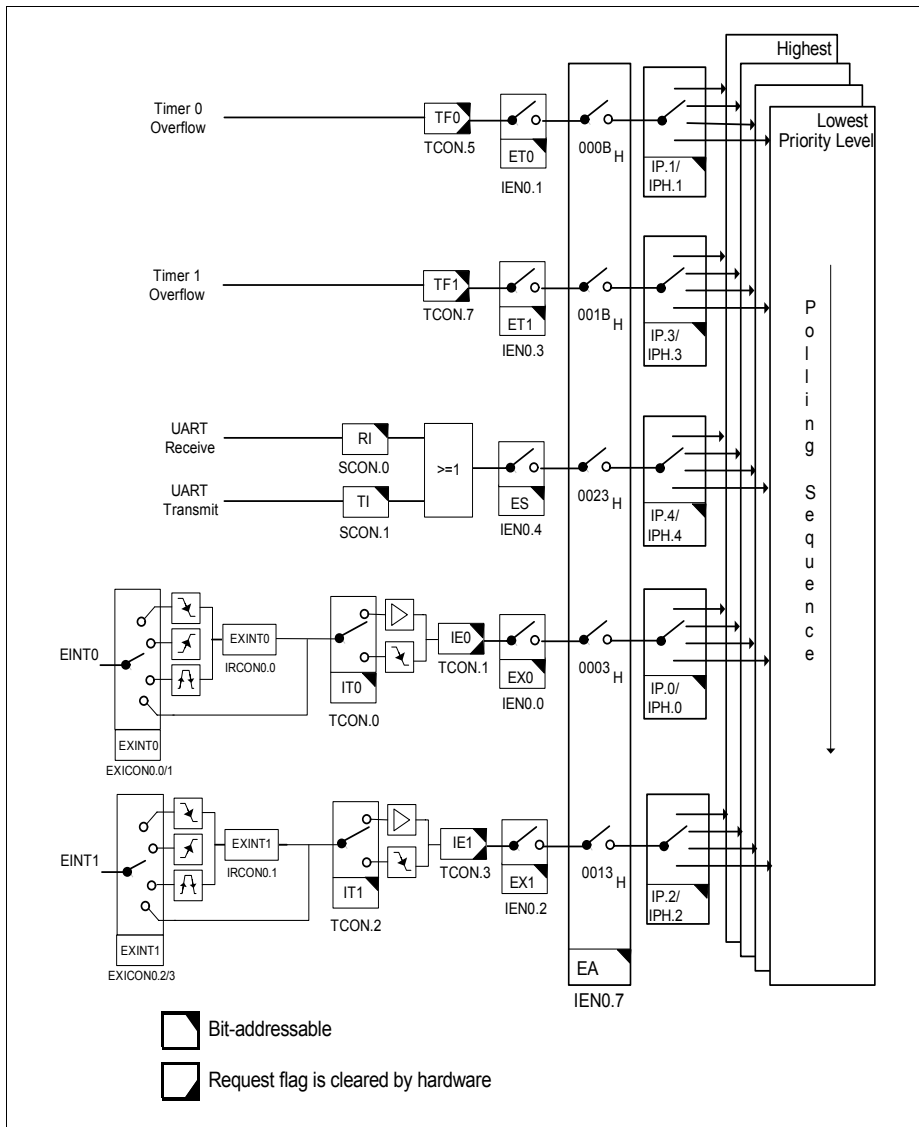 Highest
Lowest
Priority Level
Timer 0
Overflow
TF0
TCON.5
ET0
IEN0.1
000B H
IP.1/
IPH.1
Timer 1
Overflow
TF1
TCON.7
ET1
IEN0.3
001B H
IP.3/
IPH.3
UART
Receive
RI
SCON.0
UART
Transmit
TI
SCON.1
>=1
ES
IEN0.4
0023 H
IP.4/
IPH.4
Polling Sequence
EINT0
EXINT0
EXICON0.0/1
EXINT0
IRCON0.0
IT0
TCON.0
IE0
TCON.1
EX0
IEN0.0
0003 H
IP.0/
IPH.0
EINT1
EXINT1
EXICON0.2/3
EXINT1
IRCON0.1
IT1
TCON.2
IE1
TCON.3
EX1
IEN0.2
0013 H
IP.2/
IPH.2
EA
IEN0.7
Bit-addressable
Request flag is cleared by hardware